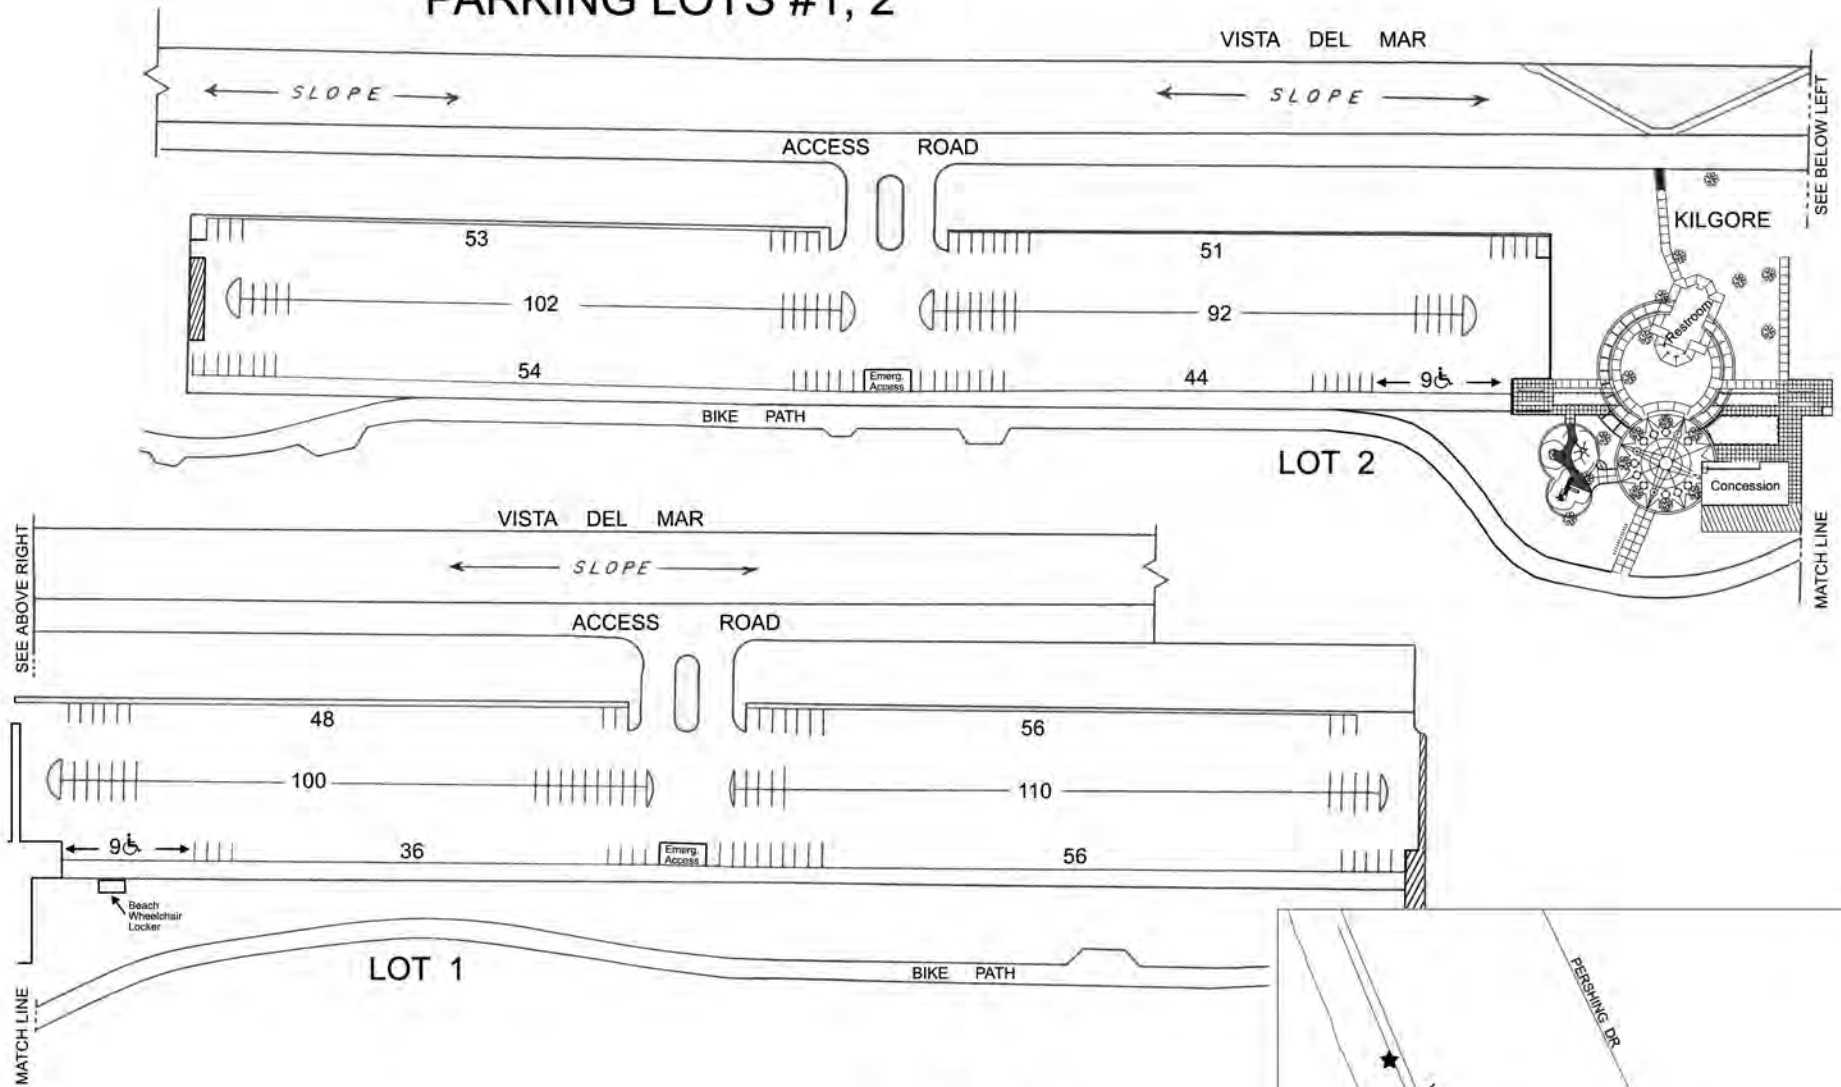 PARKING LOTS #1, 2
VISTA DEL MAR
SLOPE
SLOPE
SEE BELOW LEFT
ACCESS ROAD
KILGORE
53
51
102
92
Restroom
54
Emerg.
Access
44
9
BIKE PATH
LOT 2
Concession
MATCH LINE
SEE ABOVE RIGHT
VISTA DEL MAR
SLOPE
ACCESS ROAD
48
56
100
110
9
36
Emerg.
Access
56
Beach
Wheelchair
Locker
LOT 1
BIKE PATH
MATCH LINE
PERSHING DR